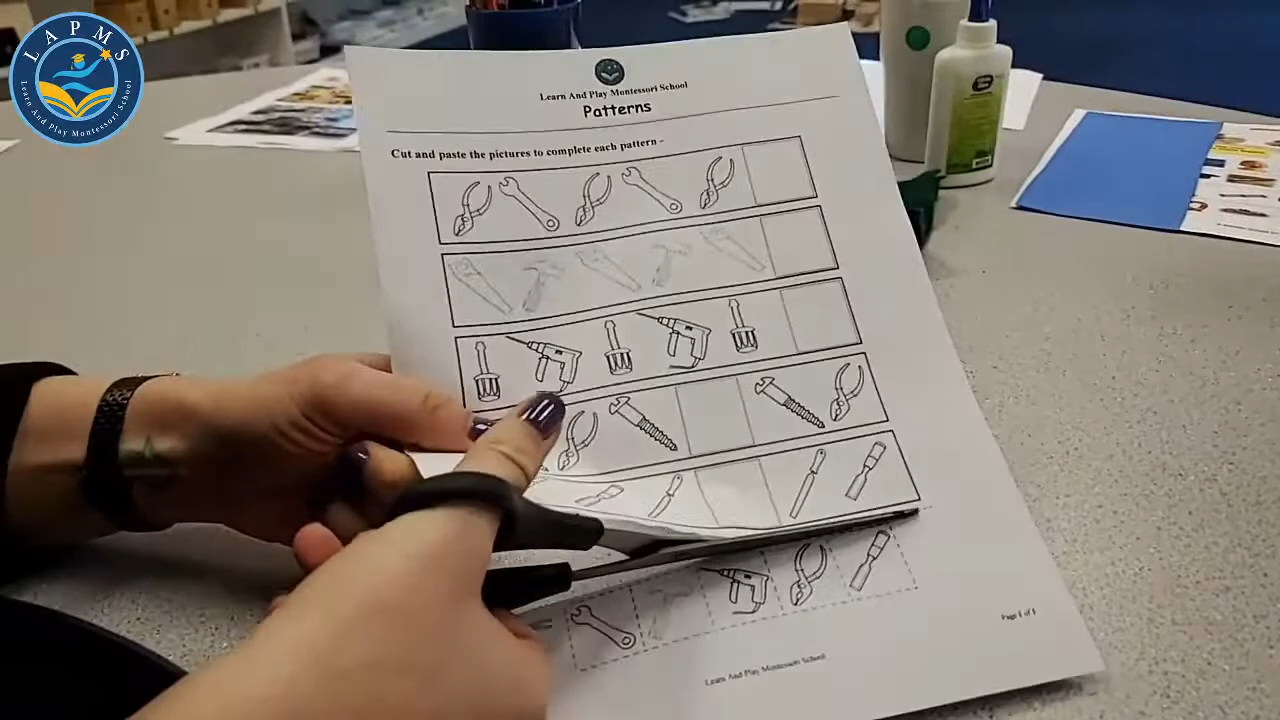 LAPMS
Learn And Play Montessori School
Learn And Play Montessori School
Patterns
Cut and paste the pictures to complete each pattern -
Page 1 of 1
Learn And Play Montessori School